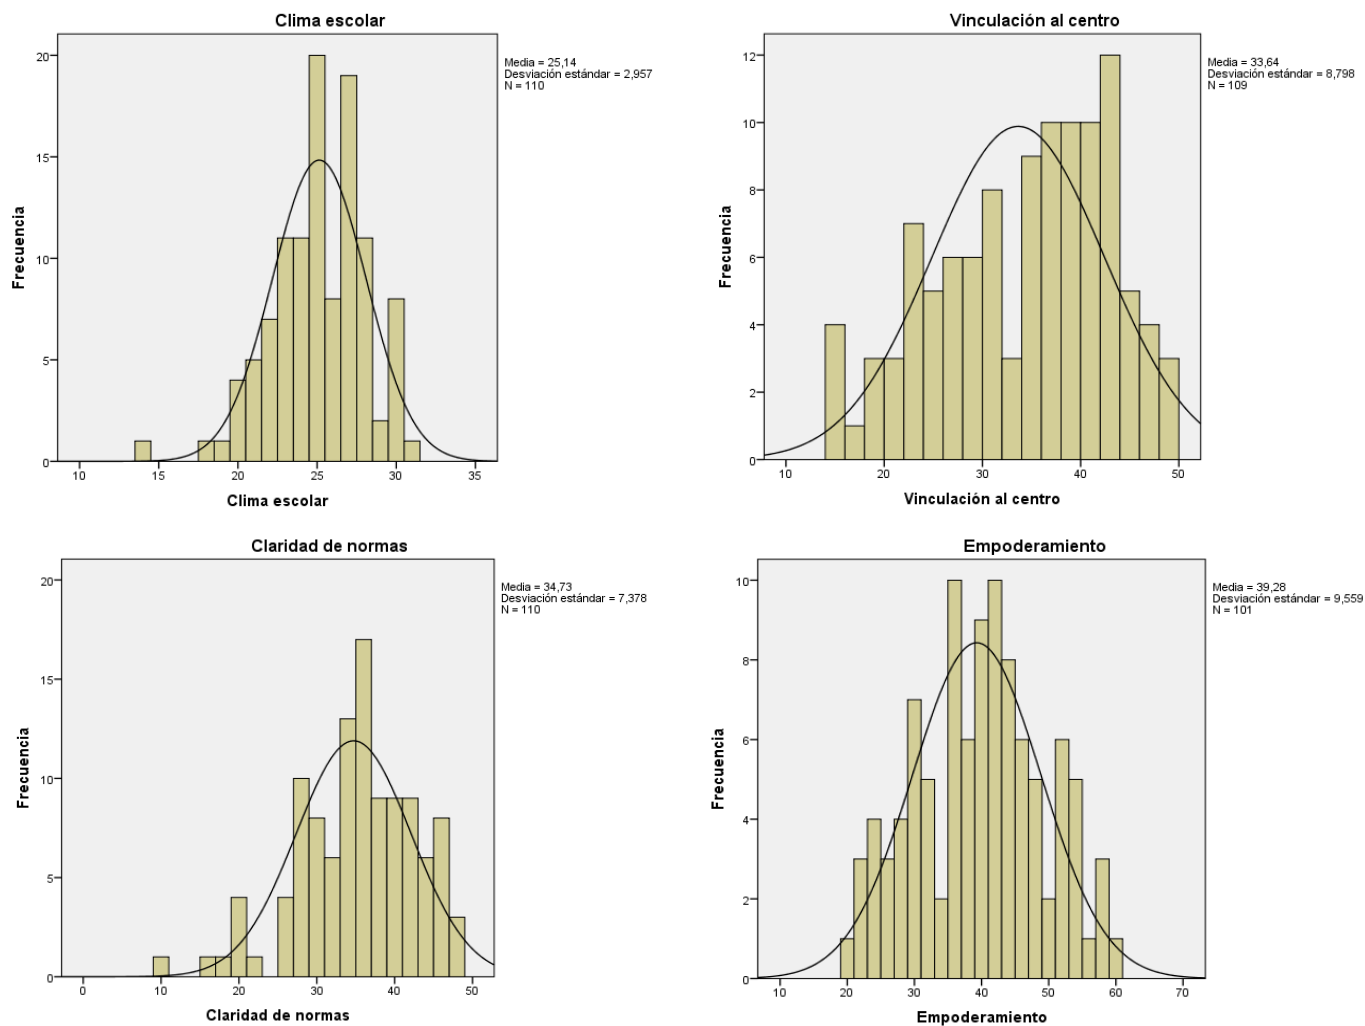 Clima escolar
Media = 25,14
Desviación estándar = 2,957
N = 110
Frecuencia
20
15
10
5
0
10 15 20 25 30 35
Clima escolar
Vinculación al centro
Media = 33,64
Desviación estándar = 8,798
N = 109
Frecuencia
12
10
8
6
4
2
0
10 20 30 40 50
Vinculación al centro
Claridad de normas
Media = 34,73
Desviación estándar = 7,378
N = 110
Frecuencia
20
15
10
5
0
0 10 20 30 40 50
Claridad de normas
Empoderamiento
Media = 39,28
Desviación estándar = 9,559
N = 101
Frecuencia
10
8
6
4
2
0
10 20 30 40 50 60 70
Empoderamiento